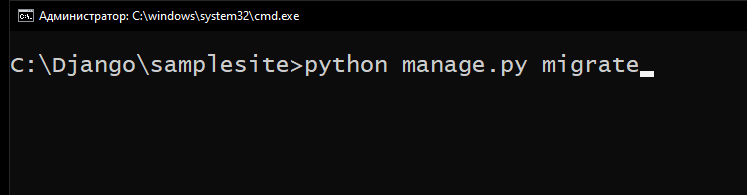 Администратор: C:\windows\system32\cmd.exe
C:\Django\samplesite>python manage.py migrate